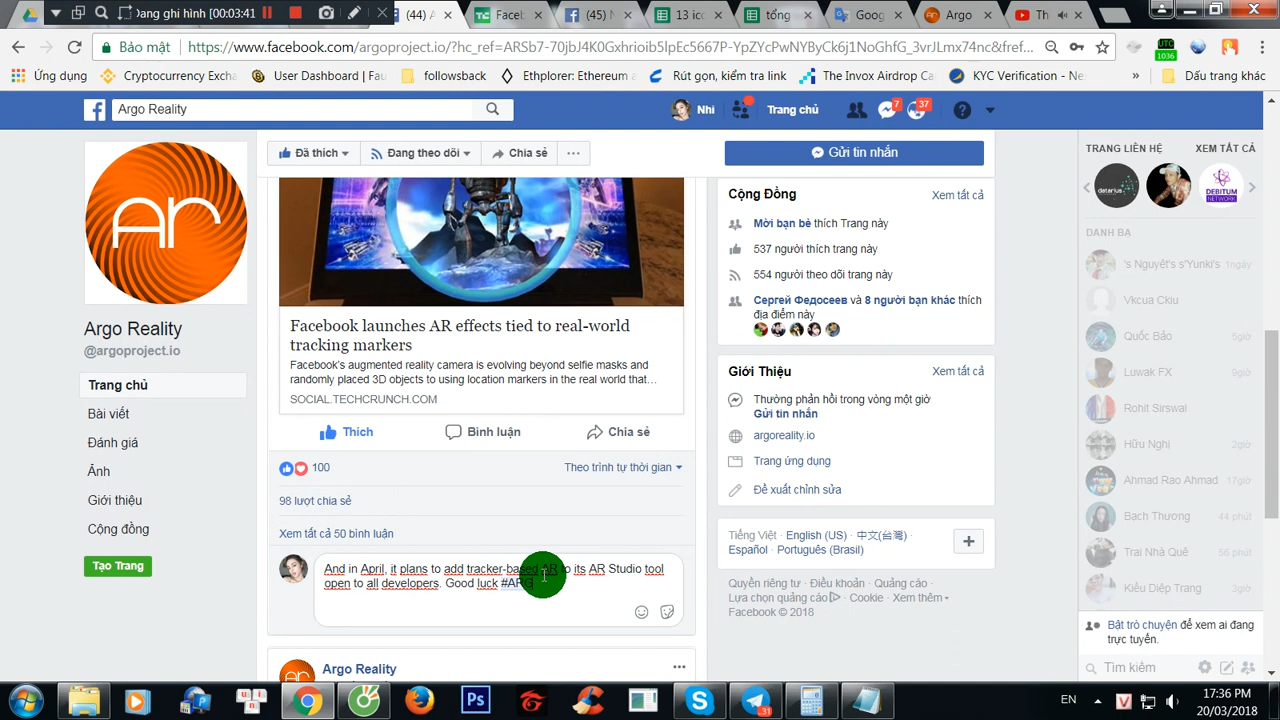 Đang ghi hình [00:03:41]
(44) A
Faceb
(45) N
13 ico
tổng
Goog
Argo
Th
Bảo mật
https://www.facebook.com/argoproject.io/?hc_ref=ARSD
UTC
1036
Ứng dụng
Cryptocurrency Excha
User Dashboard | Fau
followsback
Ethplorer: Ethereum
Rút gọn, kiểm tra link
The Invox Airdrop Ca
KYC Verification - Ne
»
Dấu trang khác
Argo Reality
Nhi
Trang chủ
7
37
Đã thích
Đang theo dõi
Chia sẻ
Gửi tin nhắn
Ar
Argo Reality
@argoproject.io
Trang chủ
Bài viết
Đánh giá
Ảnh
Giới thiệu
Cộng đồng
Tạo Trang
Facebook launches AR effects tied to real-world
tracking markers
Facebook's augmented reality camera is evolving beyond selfie masks and
randomly placed 3D objects to using location markers in the real world that...
SOCIAL.TECHCRUNCH.COM
Thích
Bình luận
Chia sẻ
100
Theo trình tự thời gian
98 lượt chia sẻ
Xem tất cả 50 bình luận
And in April, it plans to add tracker-based AR to its AR Studio tool
open to all developers. Good luck #ARG
Argo Reality
Cộng Đồng
Xem tất cả
Mời bạn bè thích Trang này
537 người thích trang này
554 người theo dõi trang này
Сергей Федосеев và 8 người bạn khác thích
địa điểm này
Giới Thiệu
Xem tất cả
Thường phản hồi trong vòng một giờ
Gửi tin nhắn
argoreality.io
Trang ứng dụng
Đề xuất chỉnh sửa
Tiếng Việt · English (US) · 中文(台灣) ·
Español · Português (Brasil)
Quyền riêng tư · Điều khoản · Quảng cáo ·
Lựa chọn quảng cáo · Cookie · Xem thêm
Facebook © 2018
TRANG LIÊN HỆ
XEM TẤT CẢ
datarius
DEBITUM
NETWORK
DANH BẠ
's Nguyệt's s'Yunki's 1ngày
Vkcua Ckiu
Quốc Bảo 5giờ
Luwak FX 9giờ
Rohit Sirswal
Hữu Nghị 2giờ
Ahmad Rao Ahmad 17giờ
Bạch Thương 44 phút
Trai Nhà Quê 56 phút
Kiều Diệp Trang 3giờ
Bật trò chuyện để xem ai đang
trực tuyến.
Tìm kiếm
Ps
31
EN
V
17:36 PM
20/03/2018